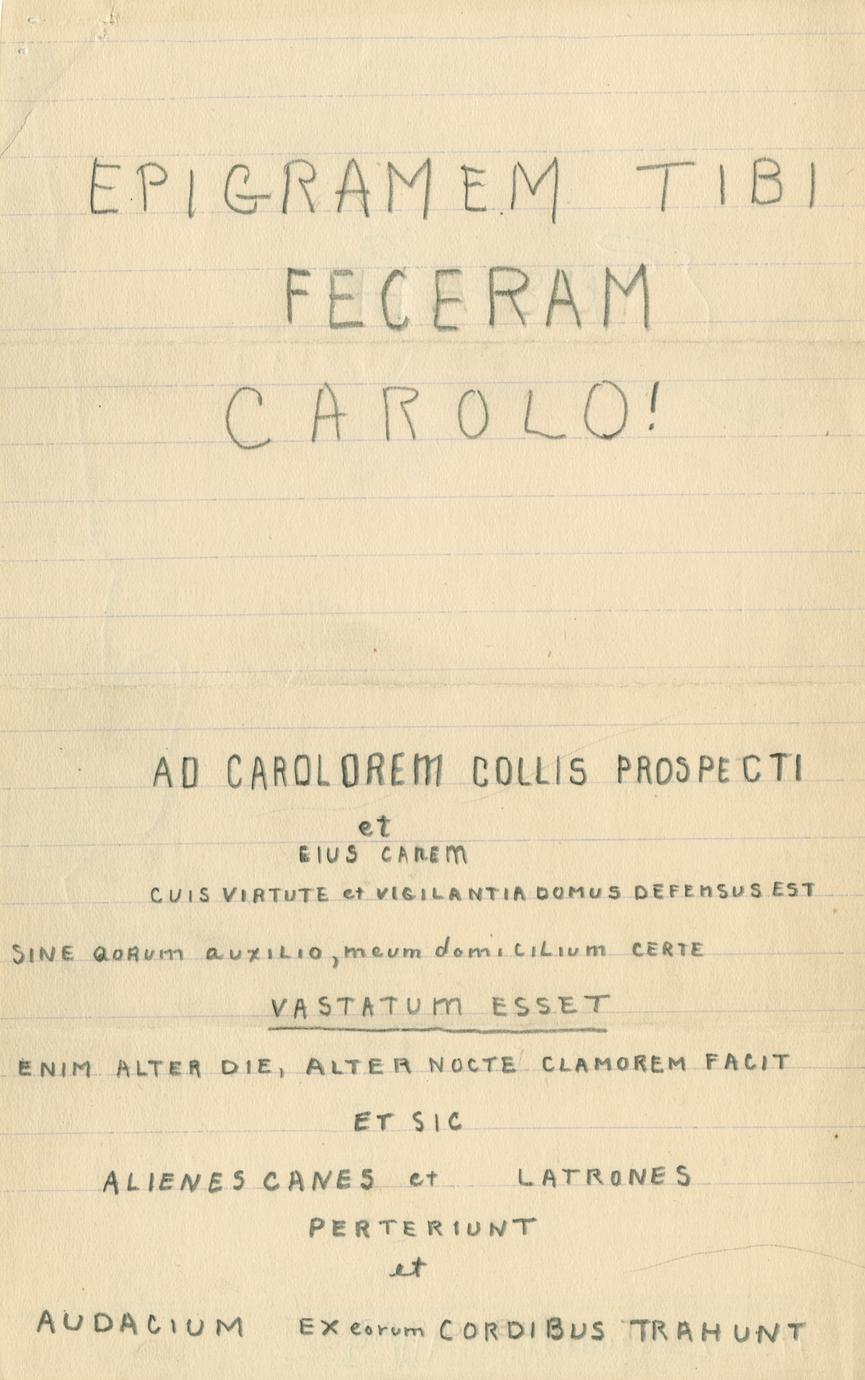 EPIGRAMEM TIBI
FECERAM
CAROLO!
AD CAROLOREM COLLIS PROSPECTI
et
EIUS CANEM
CUIS VIRTUTE et VIGILANTIA DOMUS DEFENSUS EST
SINE QORUM auxILIO, meum domiCILIum CERTE
VASTATUM ESSET
ENIM ALTER DIE, ALTER NOCTE CLAMOREM FACIT
ET SIC
ALIENES CANES et LATRONES
PERTERIUNT
et
AUDACIUM EX eorum CORDIBUS TRAHUNT